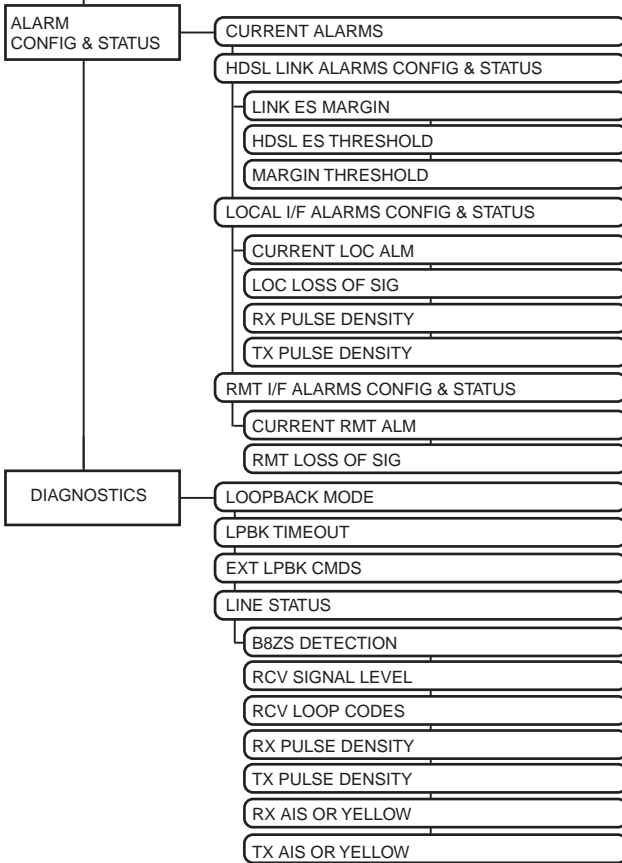 ALARM
CONFIG & STATUS
CURRENT ALARMS
HDSL LINK ALARMS CONFIG & STATUS
LINK ES MARGIN
HDSL ES THRESHOLD
MARGIN THRESHOLD
LOCAL I/F ALARMS CONFIG & STATUS
CURRENT LOC ALM
LOC LOSS OF SIG
RX PULSE DENSITY
TX PULSE DENSITY
RMT I/F ALARMS CONFIG & STATUS
CURRENT RMT ALM
RMT LOSS OF SIG
DIAGNOSTICS
LOOPBACK MODE
LPBK TIMEOUT
EXT LPBK CMDS
LINE STATUS
B8ZS DETECTION
RCV SIGNAL LEVEL
RCV LOOP CODES
RX PULSE DENSITY
TX PULSE DENSITY
RX AIS OR YELLOW
TX AIS OR YELLOW